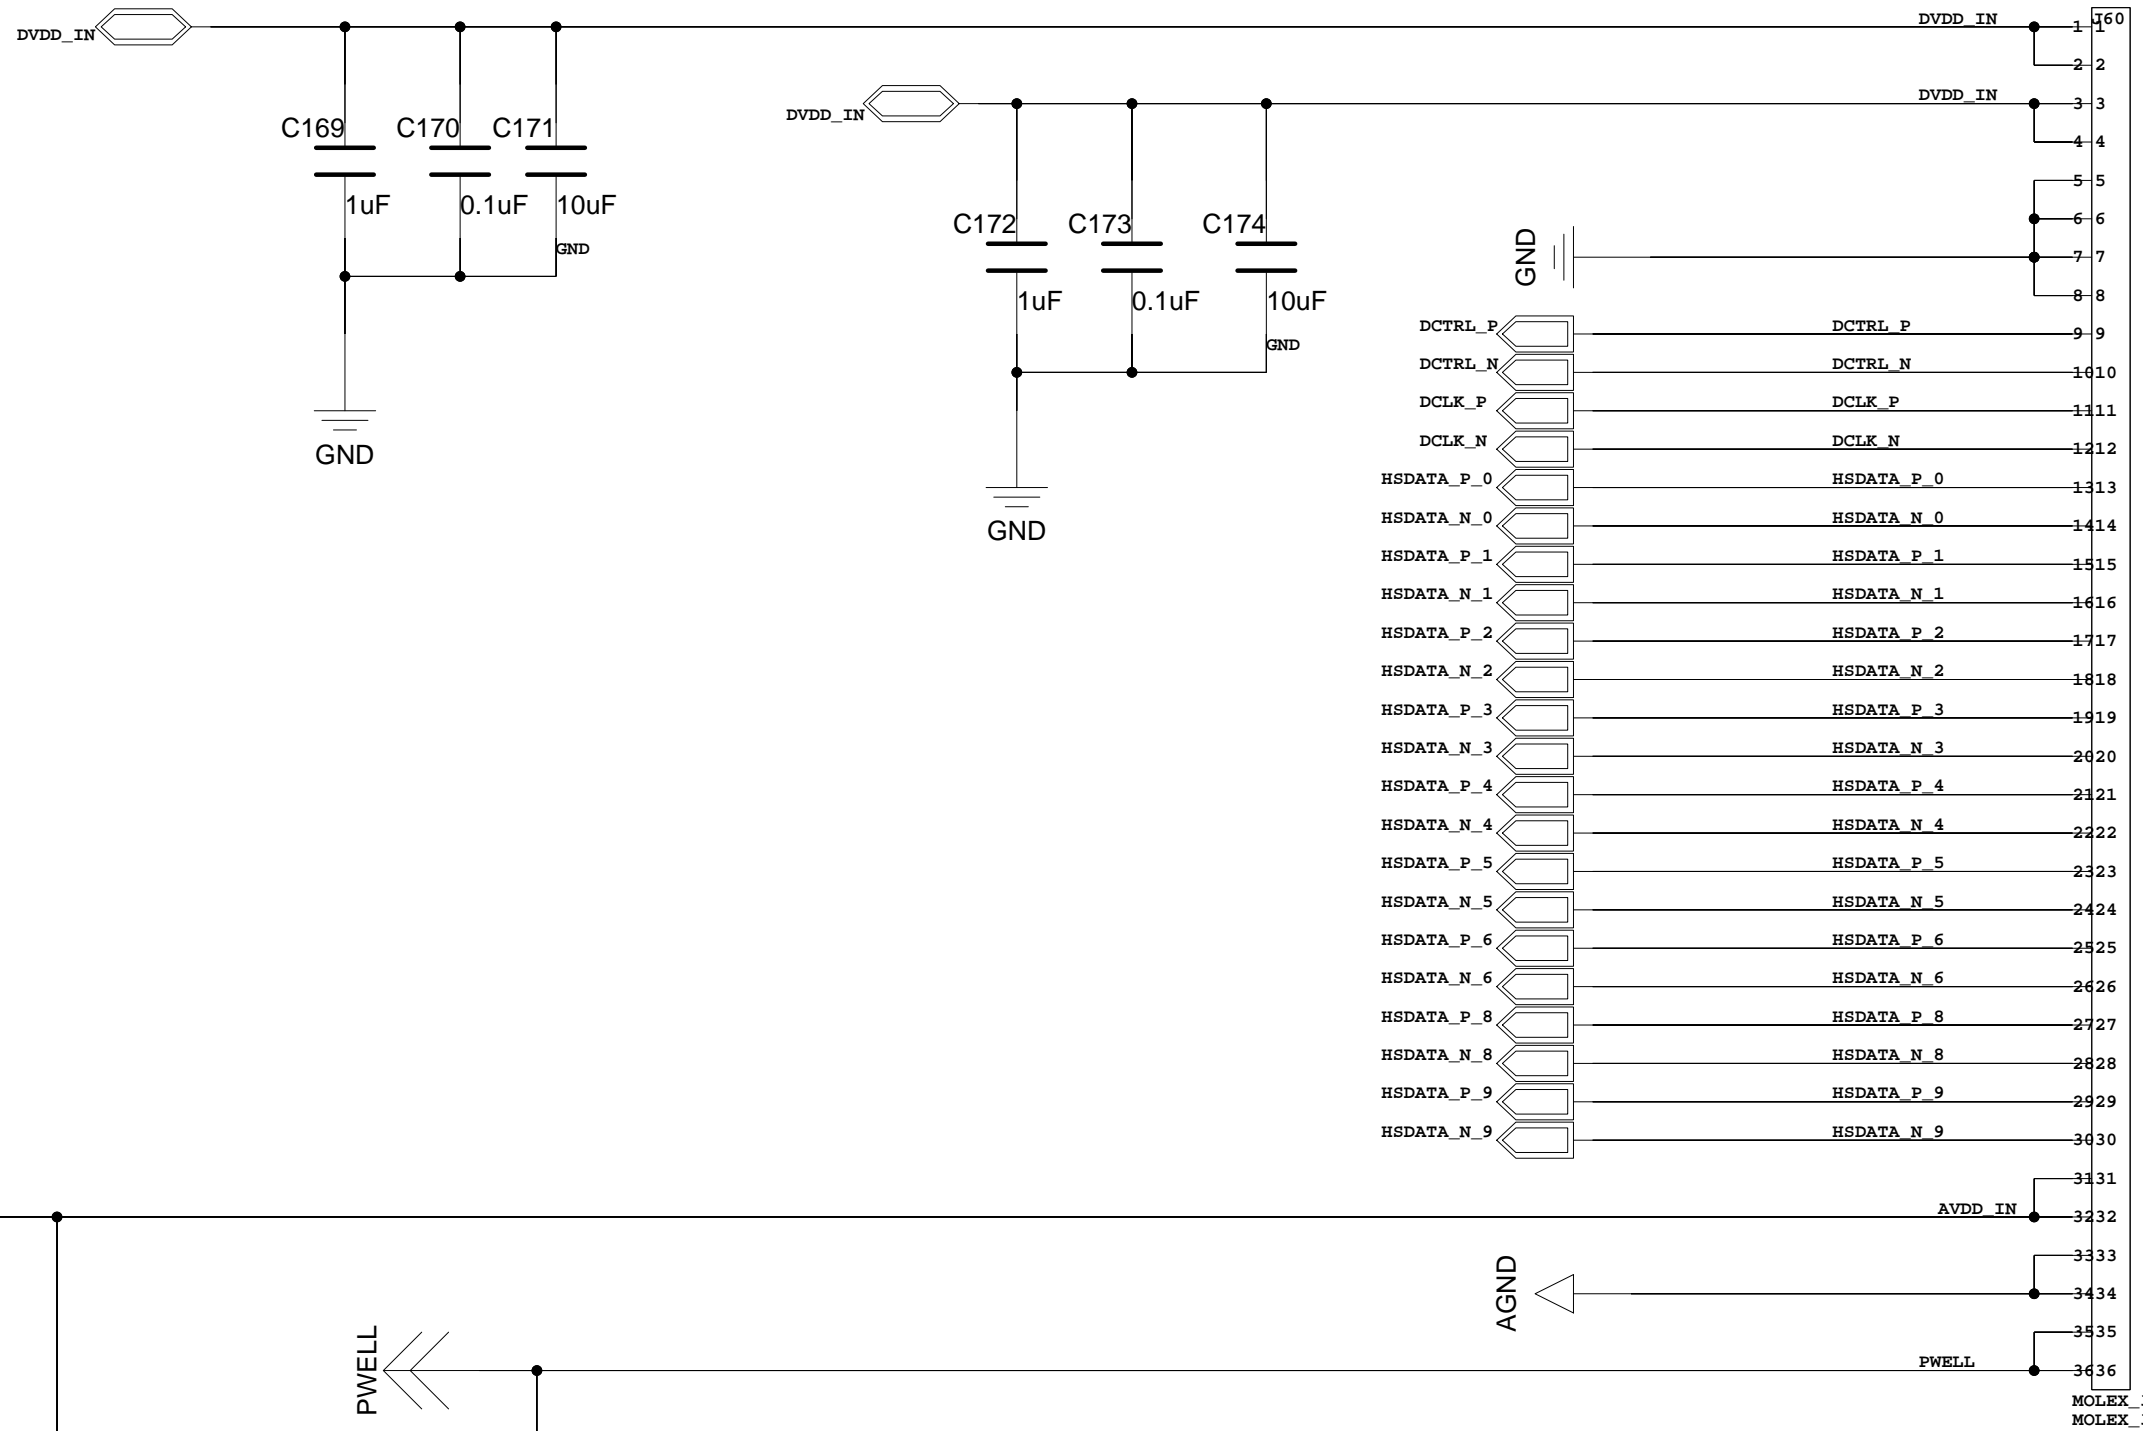 DVDD_IN
DVDD_IN
J60
1 1
2 2
DVDD_IN
DVDD_IN
3 3
4 4
C169 C170 C171
1uF 0.1uF 10uF
GND
GND
C172 C173 C174
1uF 0.1uF 10uF
GND
GND
5 5
6 6
GND
7 7
8 8
DCTRL_P DCTRL_P 9 9
DCTRL_N DCTRL_N 10 10
DCLK_P DCLK_P 11 11
DCLK_N DCLK_N 12 12
HSDATA_P_0 HSDATA_P_0 13 13
HSDATA_N_0 HSDATA_N_0 14 14
HSDATA_P_1 HSDATA_P_1 15 15
HSDATA_N_1 HSDATA_N_1 16 16
HSDATA_P_2 HSDATA_P_2 17 17
HSDATA_N_2 HSDATA_N_2 18 18
HSDATA_P_3 HSDATA_P_3 19 19
HSDATA_N_3 HSDATA_N_3 20 20
HSDATA_P_4 HSDATA_P_4 21 21
HSDATA_N_4 HSDATA_N_4 22 22
HSDATA_P_5 HSDATA_P_5 23 23
HSDATA_N_5 HSDATA_N_5 24 24
HSDATA_P_6 HSDATA_P_6 25 25
HSDATA_N_6 HSDATA_N_6 26 26
HSDATA_P_8 HSDATA_P_8 27 27
HSDATA_N_8 HSDATA_N_8 28 28
HSDATA_P_9 HSDATA_P_9 29 29
HSDATA_N_9 HSDATA_N_9 30 30
31 31
AVDD_IN 32 32
33 33
AGND
34 34
35 35
PWELL
PWELL 36 36
MOLEX_
MOLEX_